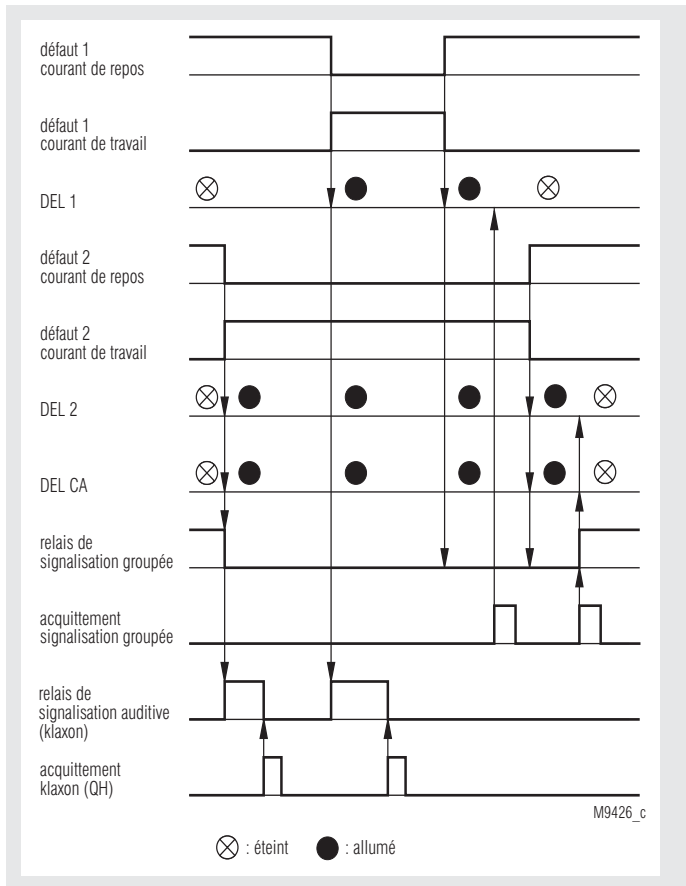 défaut 1
courant de repos
défaut 1
courant de travail
DEL 1
défaut 2
courant de repos
défaut 2
courant de travail
DEL 2
DEL CA
relais de
signalisation groupée
acquittement
signalisation groupée
relais de
signalisation auditive
(klaxon)
acquittement
klaxon (QH)
M9426_c
: éteint : allumé